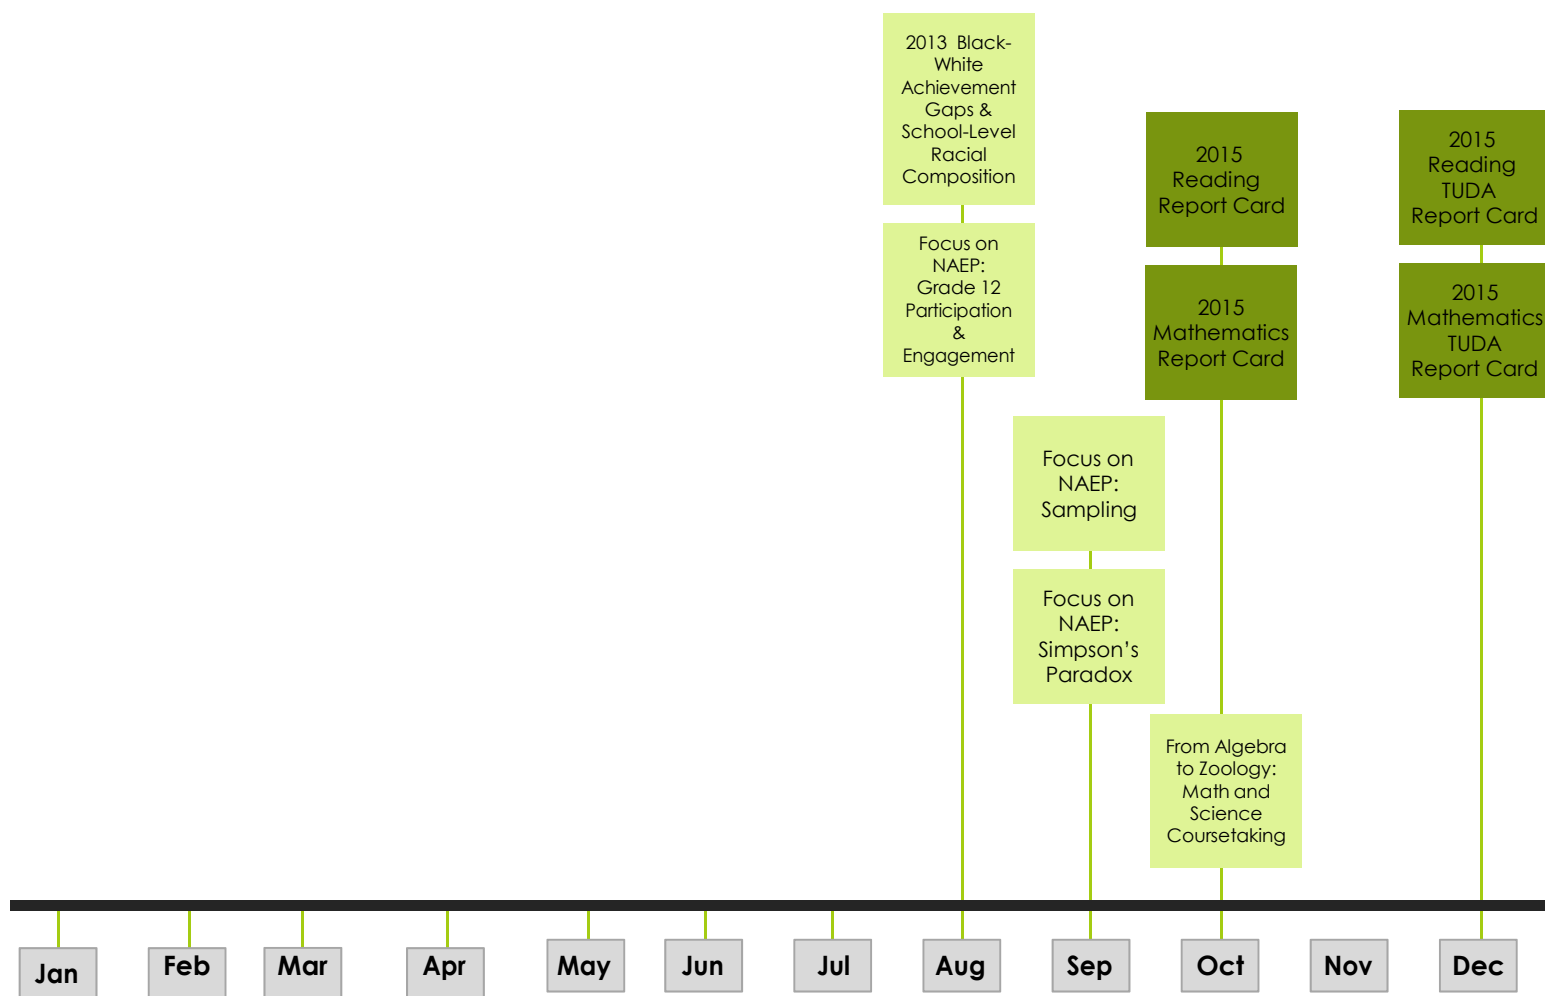 2013 Black-
White
Achievement
Gaps &
School-Level
Racial
Composition
Focus on
NAEP:
Grade 12
Participation
&
Engagement
Focus on
NAEP:
Sampling
Focus on
NAEP:
Simpson’s
Paradox
2015
Reading
Report Card
2015
Mathematics
Report Card
From Algebra
to Zoology:
Math and
Science
Coursetaking
2015
Reading
TUDA
Report Card
2015
Mathematics
TUDA
Report Card
Jan
Feb
Mar
Apr
May
Jun
Jul
Aug
Sep
Oct
Nov
Dec